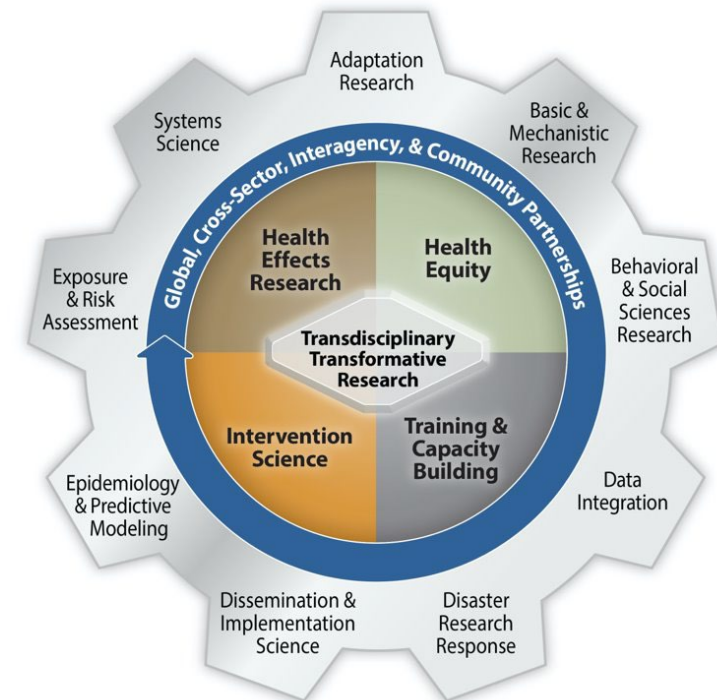 Adaptation
Research
Basic &
Mechanistic
Research
Behavioral
& Social
Sciences
Research
Data
Integration
Disaster
Research
Response
Dissemination &
Implementation
Science
Epidemiology
& Predictive
Modeling
Exposure
& Risk
Assessment
Systems
Science
Global, Cross-Sector, Interagency, & Community Partnerships
Health
Effects
Research
Health
Equity
Transdisciplinary
Transformative
Research
Intervention
Science
Training &
Capacity
Building